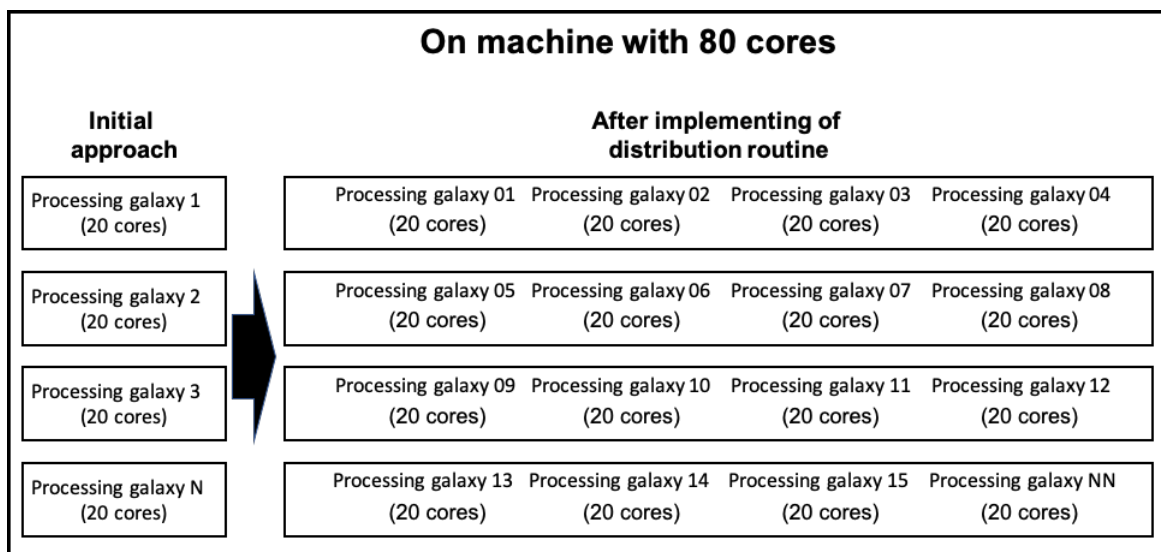 On machine with 80 cores
Initial
approach
After implementing of
distribution routine
Processing galaxy 1
(20 cores)
Processing galaxy 01 Processing galaxy 02 Processing galaxy 03 Processing galaxy 04
(20 cores) (20 cores) (20 cores) (20 cores)
Processing galaxy 2
(20 cores)
Processing galaxy 05 Processing galaxy 06 Processing galaxy 07 Processing galaxy 08
(20 cores) (20 cores) (20 cores) (20 cores)
Processing galaxy 3
(20 cores)
Processing galaxy 09 Processing galaxy 10 Processing galaxy 11 Processing galaxy 12
(20 cores) (20 cores) (20 cores) (20 cores)
Processing galaxy N
(20 cores)
Processing galaxy 13 Processing galaxy 14 Processing galaxy 15 Processing galaxy NN
(20 cores) (20 cores) (20 cores) (20 cores)